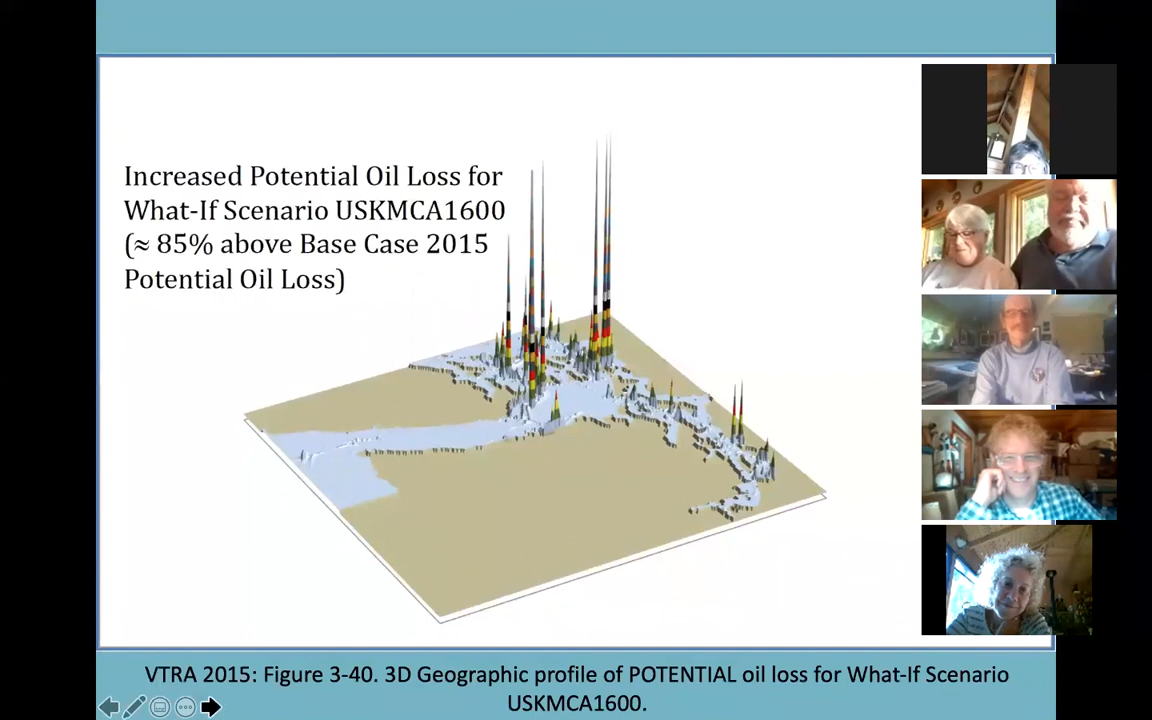 Increased Potential Oil Loss for
What-If Scenario USKMCA1600
(≈ 85% above Base Case 2015
Potential Oil Loss)
VTRA 2015: Figure 3-40. 3D Geographic profile of POTENTIAL oil loss for What-If Scenario
USKMCA1600.